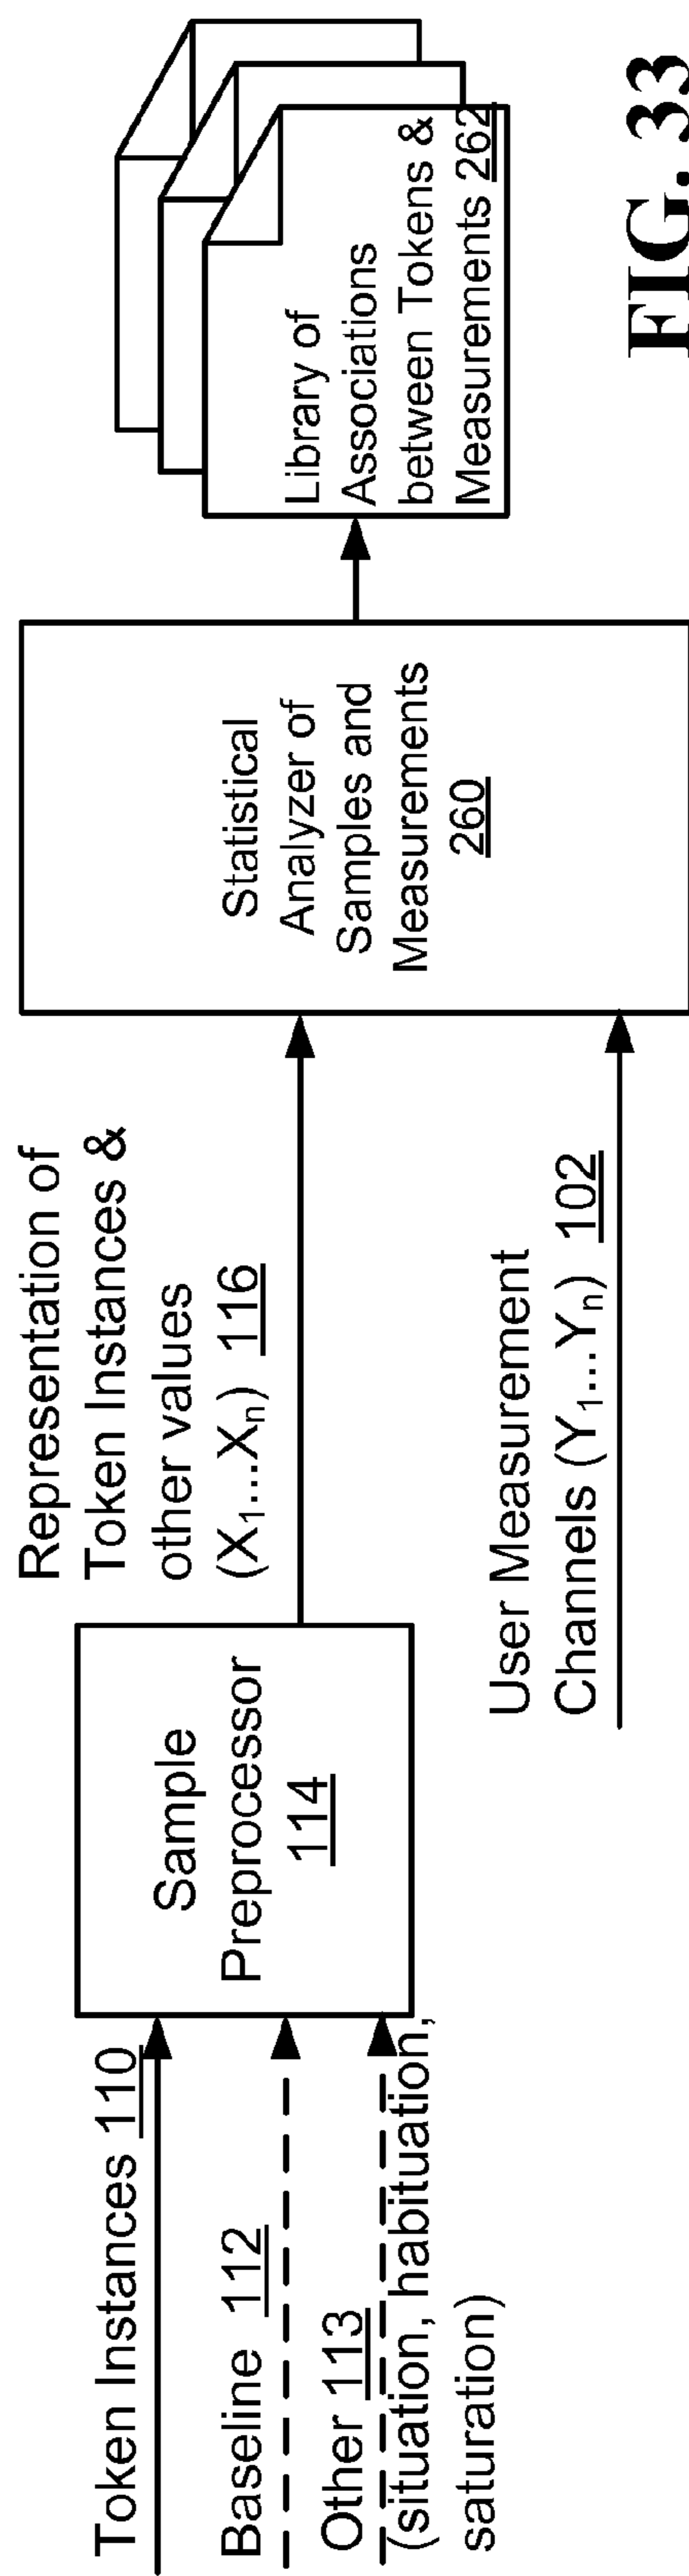 Token Instances 110
Baseline 112
Other 113
(situation, habituation,
saturation)
Sample
Preprocessor
114
Representation of
Token Instances &
other values
(X₁...Xₙ) 116
User Measurement
Channels (Y₁...Yₙ) 102
Statistical
Analyzer of
Samples and
Measurements
260
Library of
Associations
between Tokens &
Measurements 262
FIG. 33